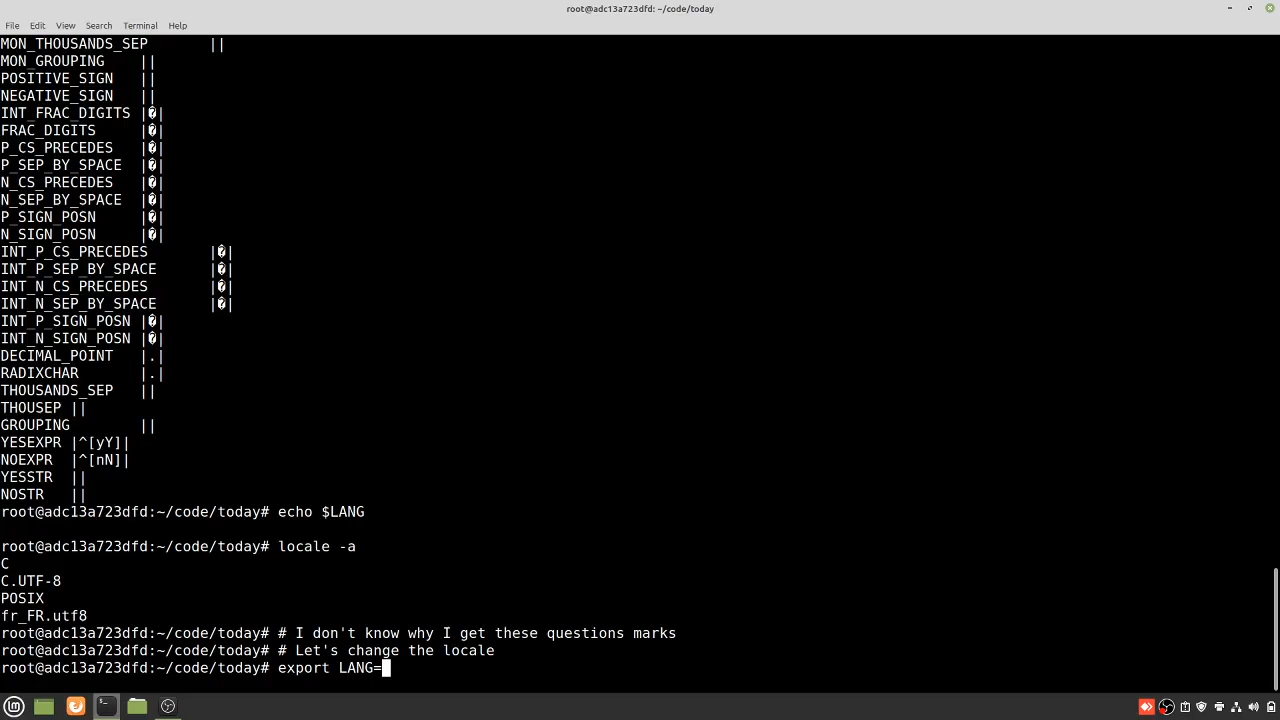 root@adc13a723dfd: ~/code/today
File Edit View Search Terminal Help
MON_THOUSANDS_SEP ||
MON_GROUPING ||
POSITIVE_SIGN ||
NEGATIVE_SIGN ||
INT_FRAC_DIGITS |�|
FRAC_DIGITS |�|
P_CS_PRECEDES |�|
P_SEP_BY_SPACE |�|
N_CS_PRECEDES |�|
N_SEP_BY_SPACE |�|
P_SIGN_POSN |�|
N_SIGN_POSN |�|
INT_P_CS_PRECEDES |�|
INT_P_SEP_BY_SPACE |�|
INT_N_CS_PRECEDES |�|
INT_N_SEP_BY_SPACE |�|
INT_P_SIGN_POSN |�|
INT_N_SIGN_POSN |�|
DECIMAL_POINT |.|
RADIXCHAR |.|
THOUSANDS_SEP ||
THOUSEP ||
GROUPING ||
YESEXPR |^[yY]|
NOEXPR |^[nN]|
YESSTR ||
NOSTR ||
root@adc13a723dfd:~/code/today# echo $LANG
root@adc13a723dfd:~/code/today# locale -a
C
C.UTF-8
POSIX
fr_FR.utf8
root@adc13a723dfd:~/code/today# # I don't know why I get these questions marks
root@adc13a723dfd:~/code/today# # Let's change the locale
root@adc13a723dfd:~/code/today# export LANG=